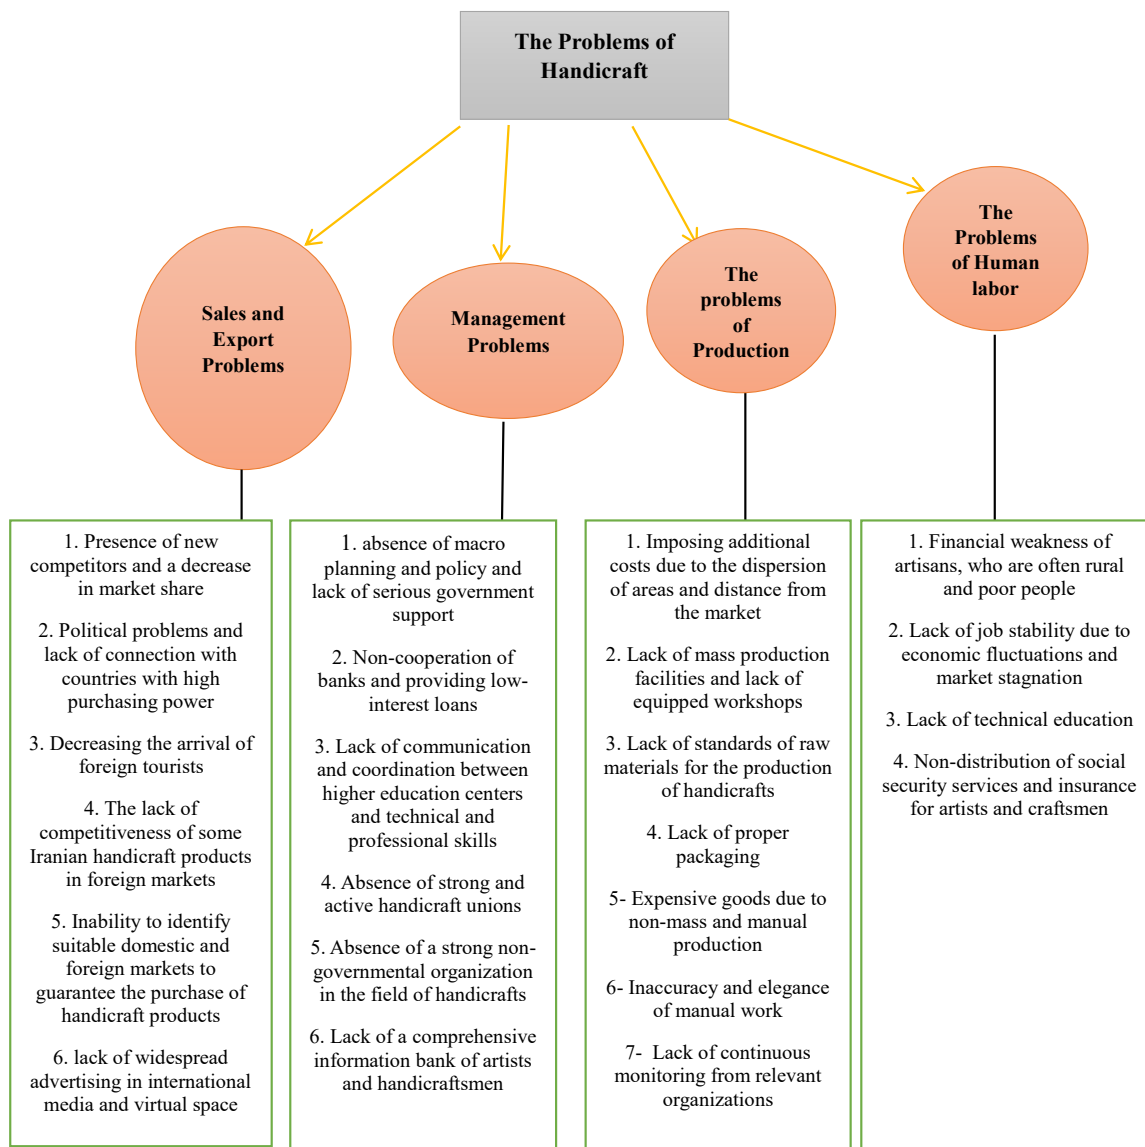 The Problems of
Handicraft
Sales and
Export
Problems
Management
Problems
The
problems
of
Production
The
Problems
of Human
labor
1. Presence of new
competitors and a decrease
in market share
2. Political problems and
lack of connection with
countries with high
purchasing power
3. Decreasing the arrival of
foreign tourists
4. The lack of
competitiveness of some
Iranian handicraft products
in foreign markets
5. Inability to identify
suitable domestic and
foreign markets to
guarantee the purchase of
handicraft products
6. lack of widespread
advertising in international
media and virtual space
1. absence of macro
planning and policy and
lack of serious government
support
2. Non-cooperation of
banks and providing low-
interest loans
3. Lack of communication
and coordination between
higher education centers
and technical and
professional skills
4. Absence of strong and
active handicraft unions
5. Absence of a strong non-
governmental organization
in the field of handicrafts
6. Lack of a comprehensive
information bank of artists
and handicraftsmen
1. Imposing additional
costs due to the dispersion
of areas and distance from
the market
2. Lack of mass production
facilities and lack of
equipped workshops
3. Lack of standards of raw
materials for the production
of handicrafts
4. Lack of proper
packaging
5- Expensive goods due to
non-mass and manual
production
6- Inaccuracy and elegance
of manual work
7- Lack of continuous
monitoring from relevant
organizations
1. Financial weakness of
artisans, who are often rural
and poor people
2. Lack of job stability due to
economic fluctuations and
market stagnation
3. Lack of technical education
4. Non-distribution of social
security services and insurance
for artists and craftsmen